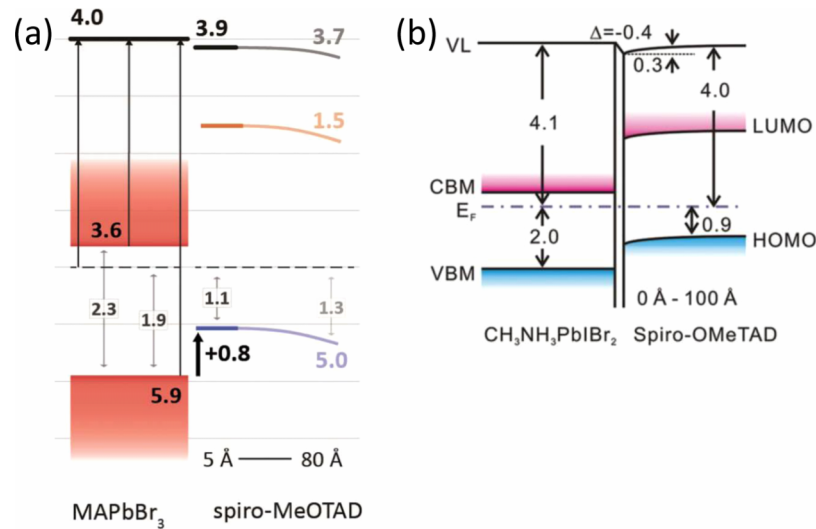 (a)
4.0
3.9
3.7
1.5
3.6
2.3
1.9
1.1
1.3
+0.8
5.0
5.9
5 Å — 80 Å
MAPbBr₃
spiro-MeOTAD
(b)
VL
Δ=-0.4
0.3
4.1
4.0
LUMO
CBM
E_F
2.0
0.9
HOMO
VBM
0 Å - 100 Å
CH₃NH₃PbIBr₂
Spiro-OMeTAD